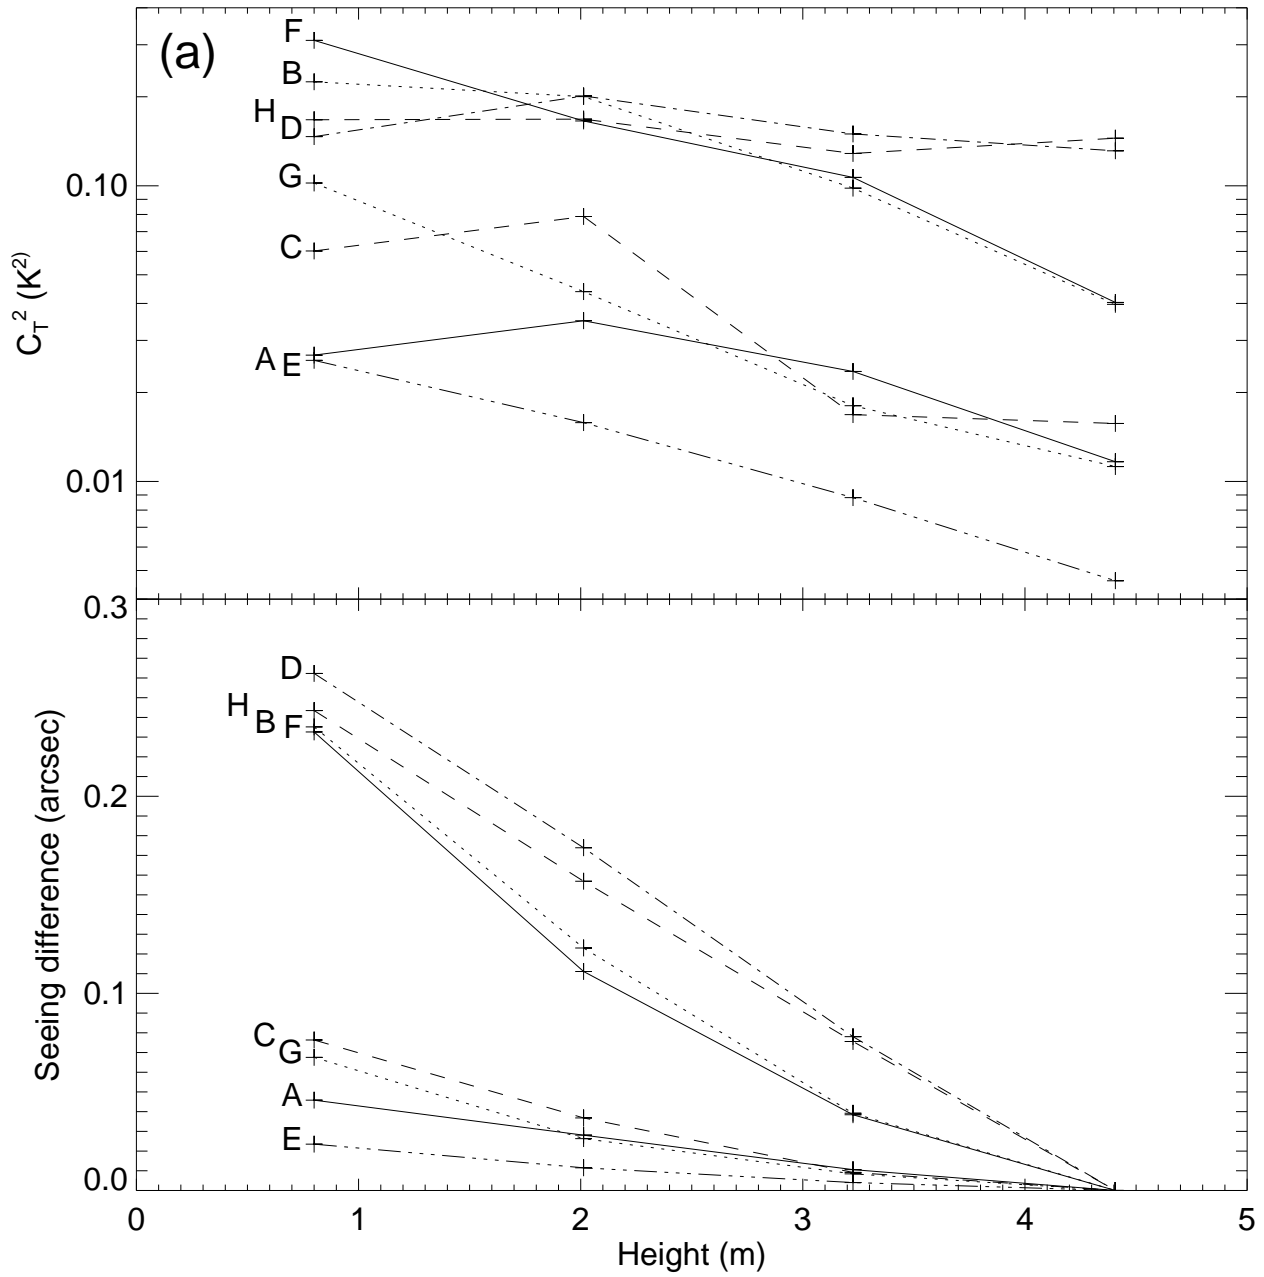 (a)
F
B
H D
G
C
A E
0.10
0.01
C_T^2 (K^2)
0.3
0.2
0.1
0.0
D
H B F
C G
A
E
Seeing difference (arcsec)
0 1 2 3 4 5
Height (m)